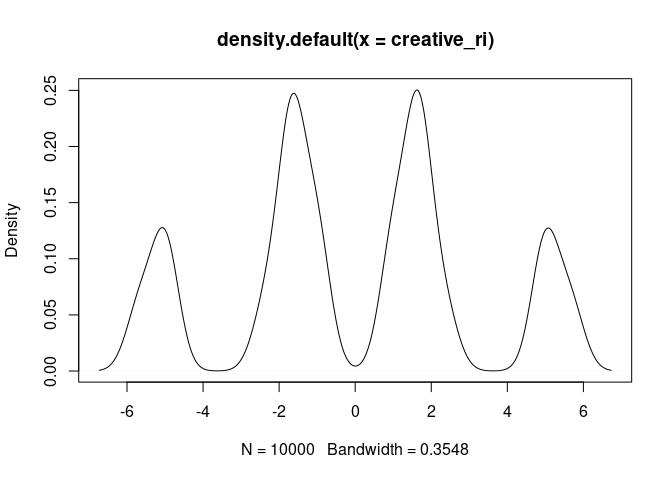 density.default(x = creative_ri)
Density
0.25
0.20
0.15
0.10
0.05
0.00
-6 -4 -2 0 2 4 6
N = 10000 Bandwidth = 0.3548